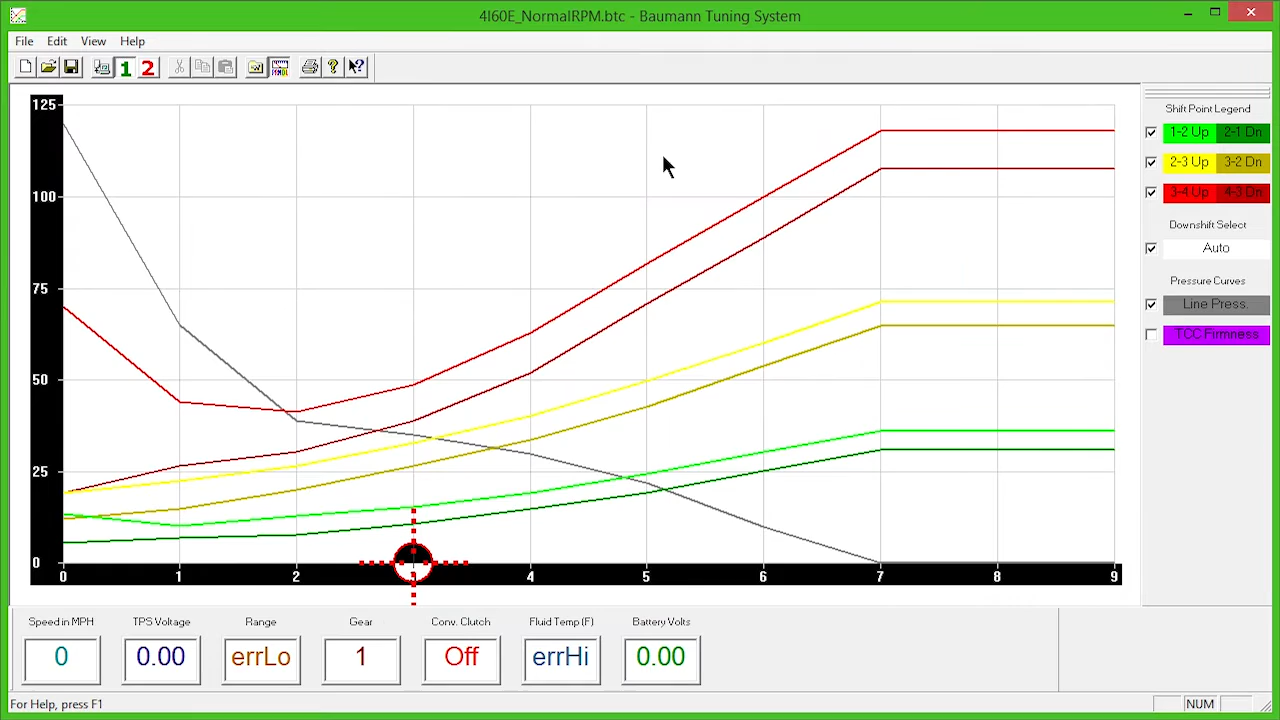 4l60E_NormalRPM.btc - Baumann Tuning System
File Edit View Help
1 2
125
100
75
50
25
0
0 1 2 4 5 6 7 8 9
Shift Point Legend
1-2 Up 2-1 Dn
2-3 Up 3-2 Dn
3-4 Up 4-3 Dn
Downshift Select
Auto
Pressure Curves
Line Press.
TCC Firmness
Speed in MPH TPS Voltage Range Gear Conv. Clutch Fluid Temp (F) Battery Volts
0 0.00 errLo 1 Off errHi 0.00
For Help, press F1 NUM